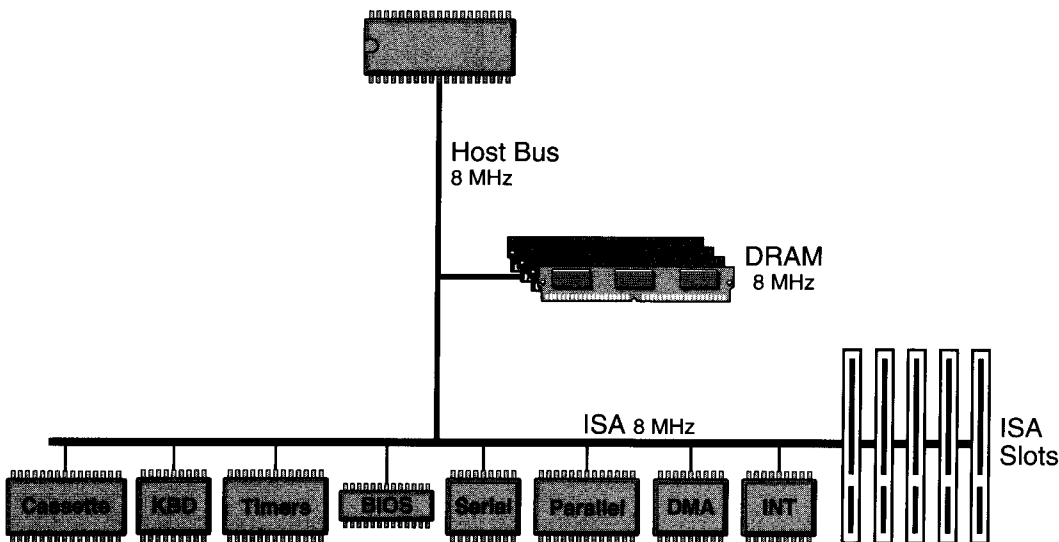 Host Bus
8 MHz
DRAM
8 MHz
ISA 8 MHz
ISA
Slots
Cassette
KBD
Timers
BIOS
Serial
Parallel
DMA
INT